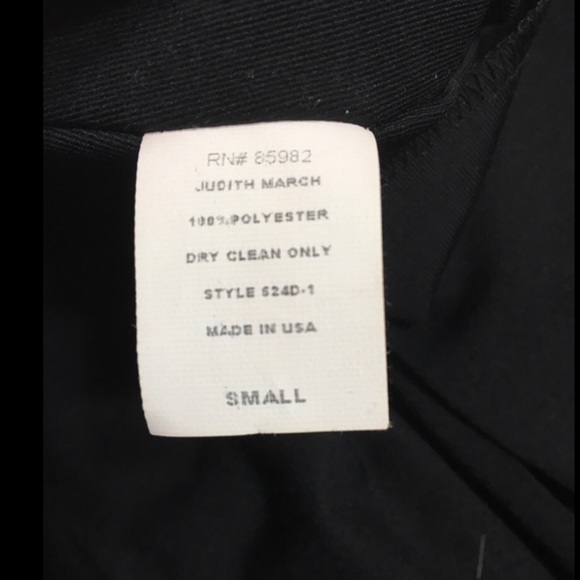 RN# 85982
JUDITH MARCH
100% POLYESTER
DRY CLEAN ONLY
STYLE 524D-1
MADE IN USA
SMALL